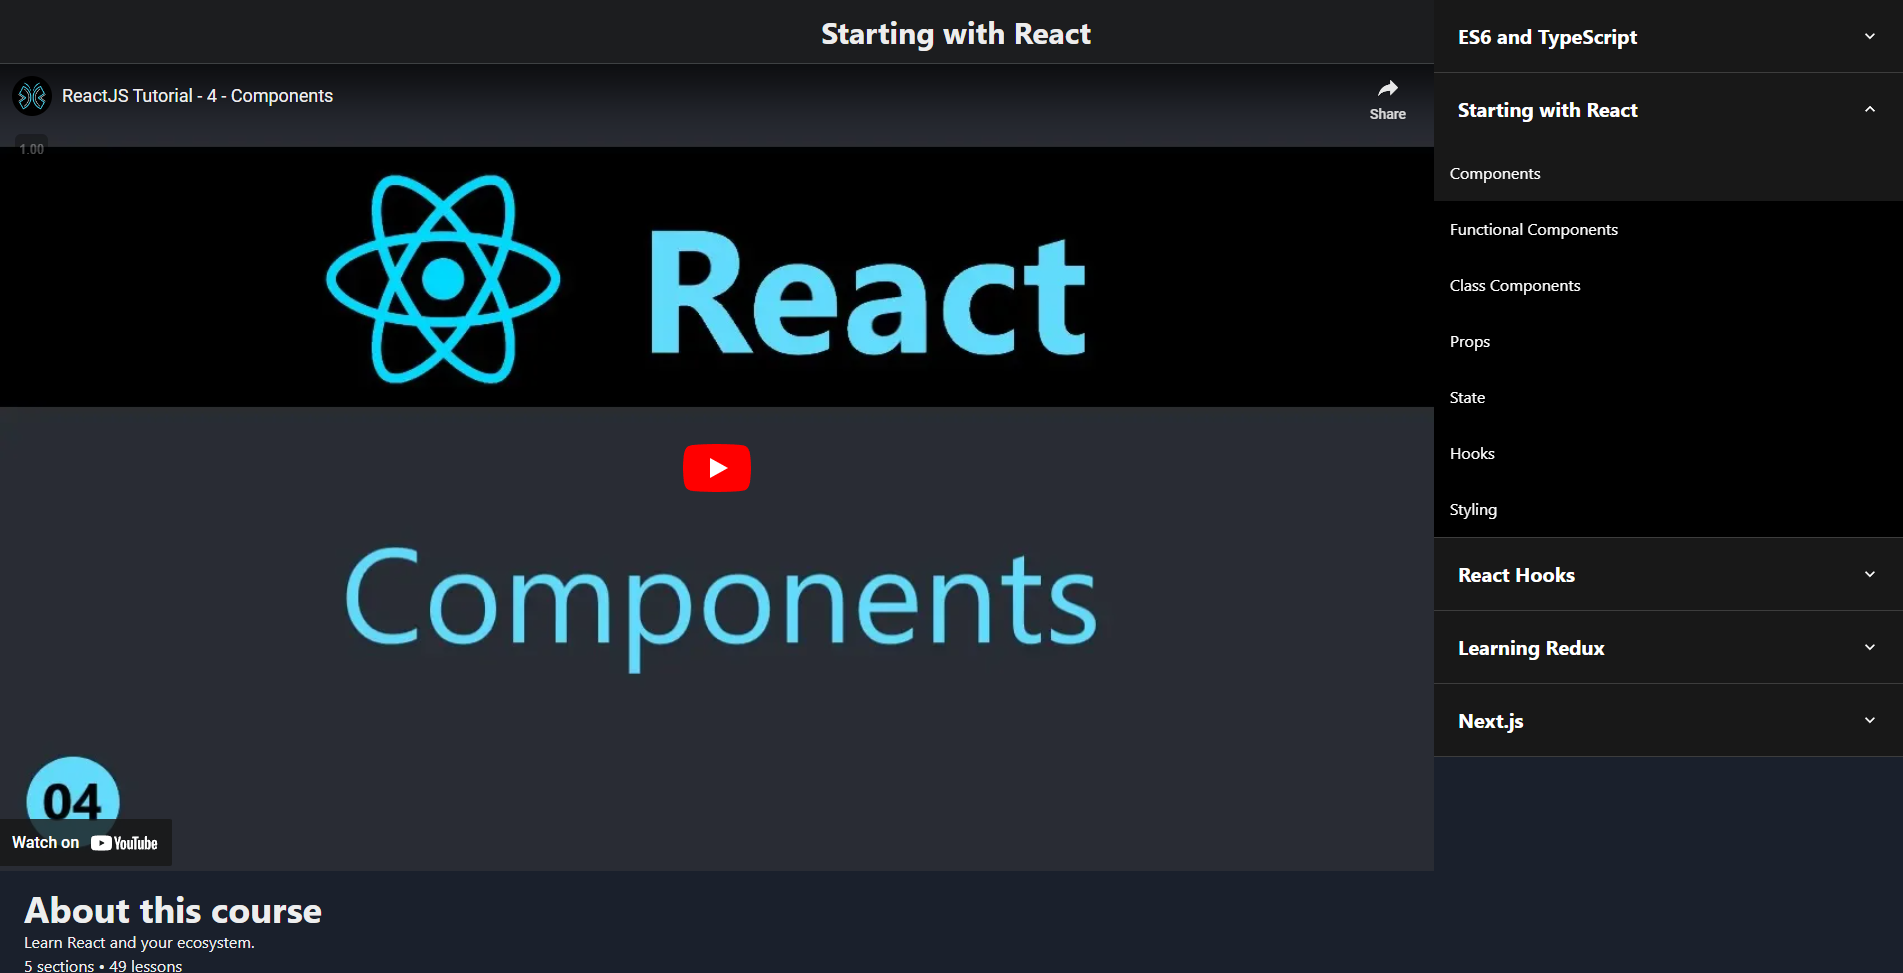 Starting with React
ReactJS Tutorial - 4 - Components
Share
1.00
React
Components
04
Watch on YouTube
About this course
Learn React and your ecosystem.
5 sections • 49 lessons
ES6 and TypeScript
Starting with React
Components
Functional Components
Class Components
Props
State
Hooks
Styling
React Hooks
Learning Redux
Next.js